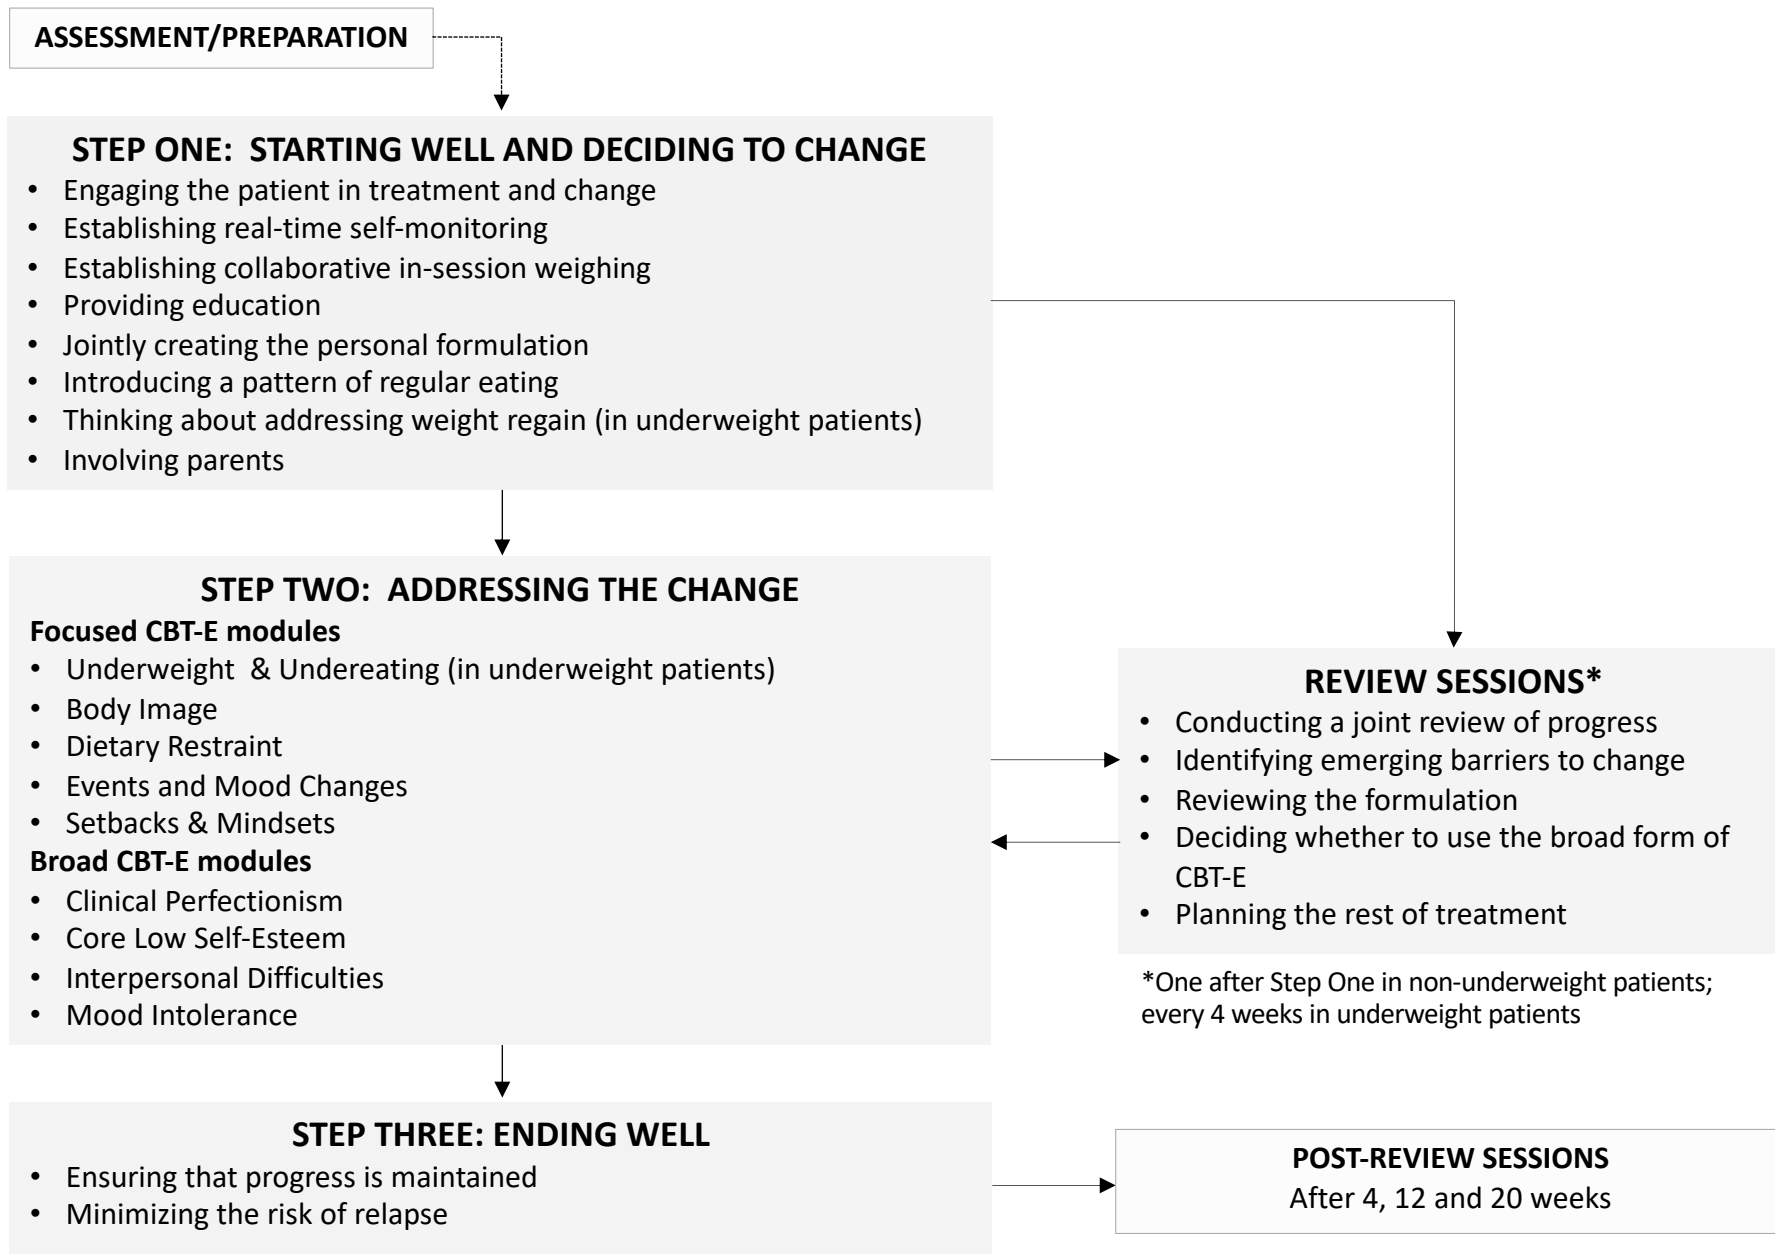 ASSESSMENT/PREPARATION
STEP ONE: STARTING WELL AND DECIDING TO CHANGE
• Engaging the patient in treatment and change
• Establishing real-time self-monitoring
• Establishing collaborative in-session weighing
• Providing education
• Jointly creating the personal formulation
• Introducing a pattern of regular eating
• Thinking about addressing weight regain (in underweight patients)
• Involving parents
STEP TWO: ADDRESSING THE CHANGE
Focused CBT-E modules
• Underweight & Undereating (in underweight patients)
• Body Image
• Dietary Restraint
• Events and Mood Changes
• Setbacks & Mindsets
Broad CBT-E modules
• Clinical Perfectionism
• Core Low Self-Esteem
• Interpersonal Difficulties
• Mood Intolerance
REVIEW SESSIONS*
• Conducting a joint review of progress
• Identifying emerging barriers to change
• Reviewing the formulation
• Deciding whether to use the broad form of
CBT-E
• Planning the rest of treatment
*One after Step One in non-underweight patients;
every 4 weeks in underweight patients
STEP THREE: ENDING WELL
• Ensuring that progress is maintained
• Minimizing the risk of relapse
POST-REVIEW SESSIONS
After 4, 12 and 20 weeks